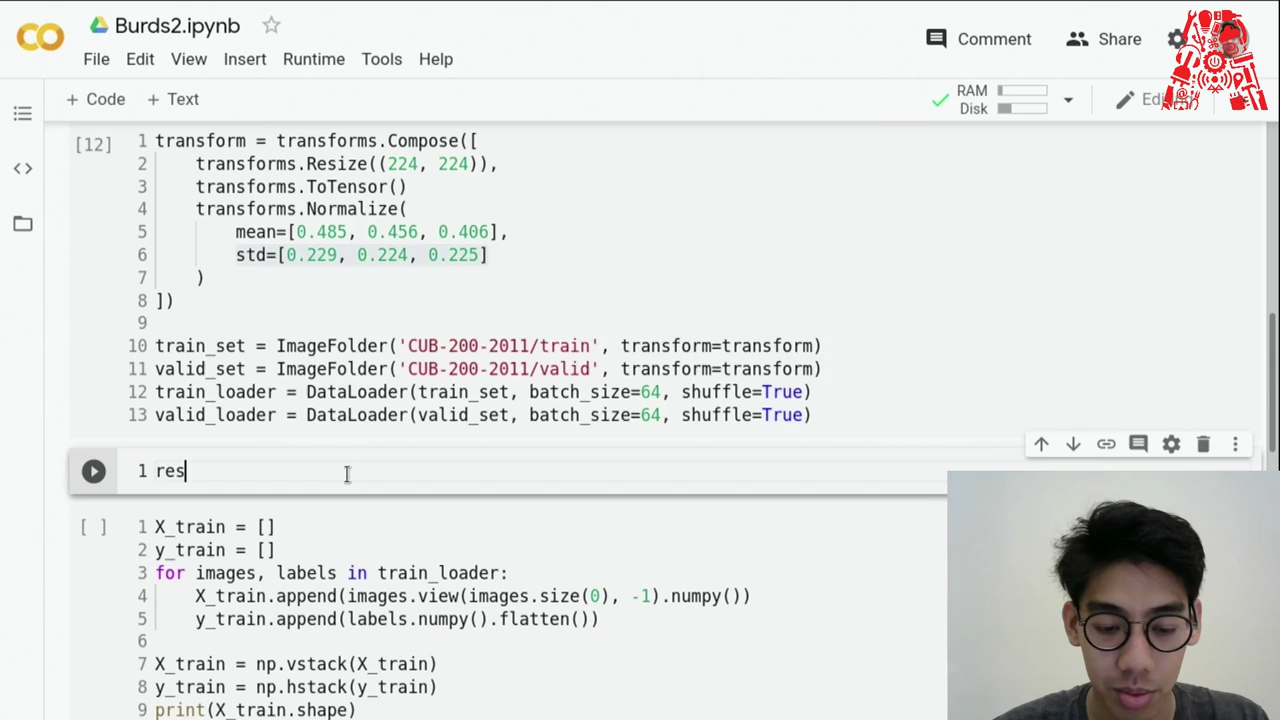 Burds2.ipynb
Comment
Share
File Edit View Insert Runtime Tools Help
+ Code + Text
RAM
Disk
[12]
1 transform = transforms.Compose([
2 transforms.Resize((224, 224)),
3 transforms.ToTensor()
4 transforms.Normalize(
5 mean=[0.485, 0.456, 0.406],
6 std=[0.229, 0.224, 0.225]
7 )
8 ])
9
10 train_set = ImageFolder('CUB-200-2011/train', transform=transform)
11 valid_set = ImageFolder('CUB-200-2011/valid', transform=transform)
12 train_loader = DataLoader(train_set, batch_size=64, shuffle=True)
13 valid_loader = DataLoader(valid_set, batch_size=64, shuffle=True)
1 res
[ ]
1 X_train = []
2 y_train = []
3 for images, labels in train_loader:
4 X_train.append(images.view(images.size(0), -1).numpy())
5 y_train.append(labels.numpy().flatten())
6
7 X_train = np.vstack(X_train)
8 y_train = np.hstack(y_train)
9 print(X_train.shape)